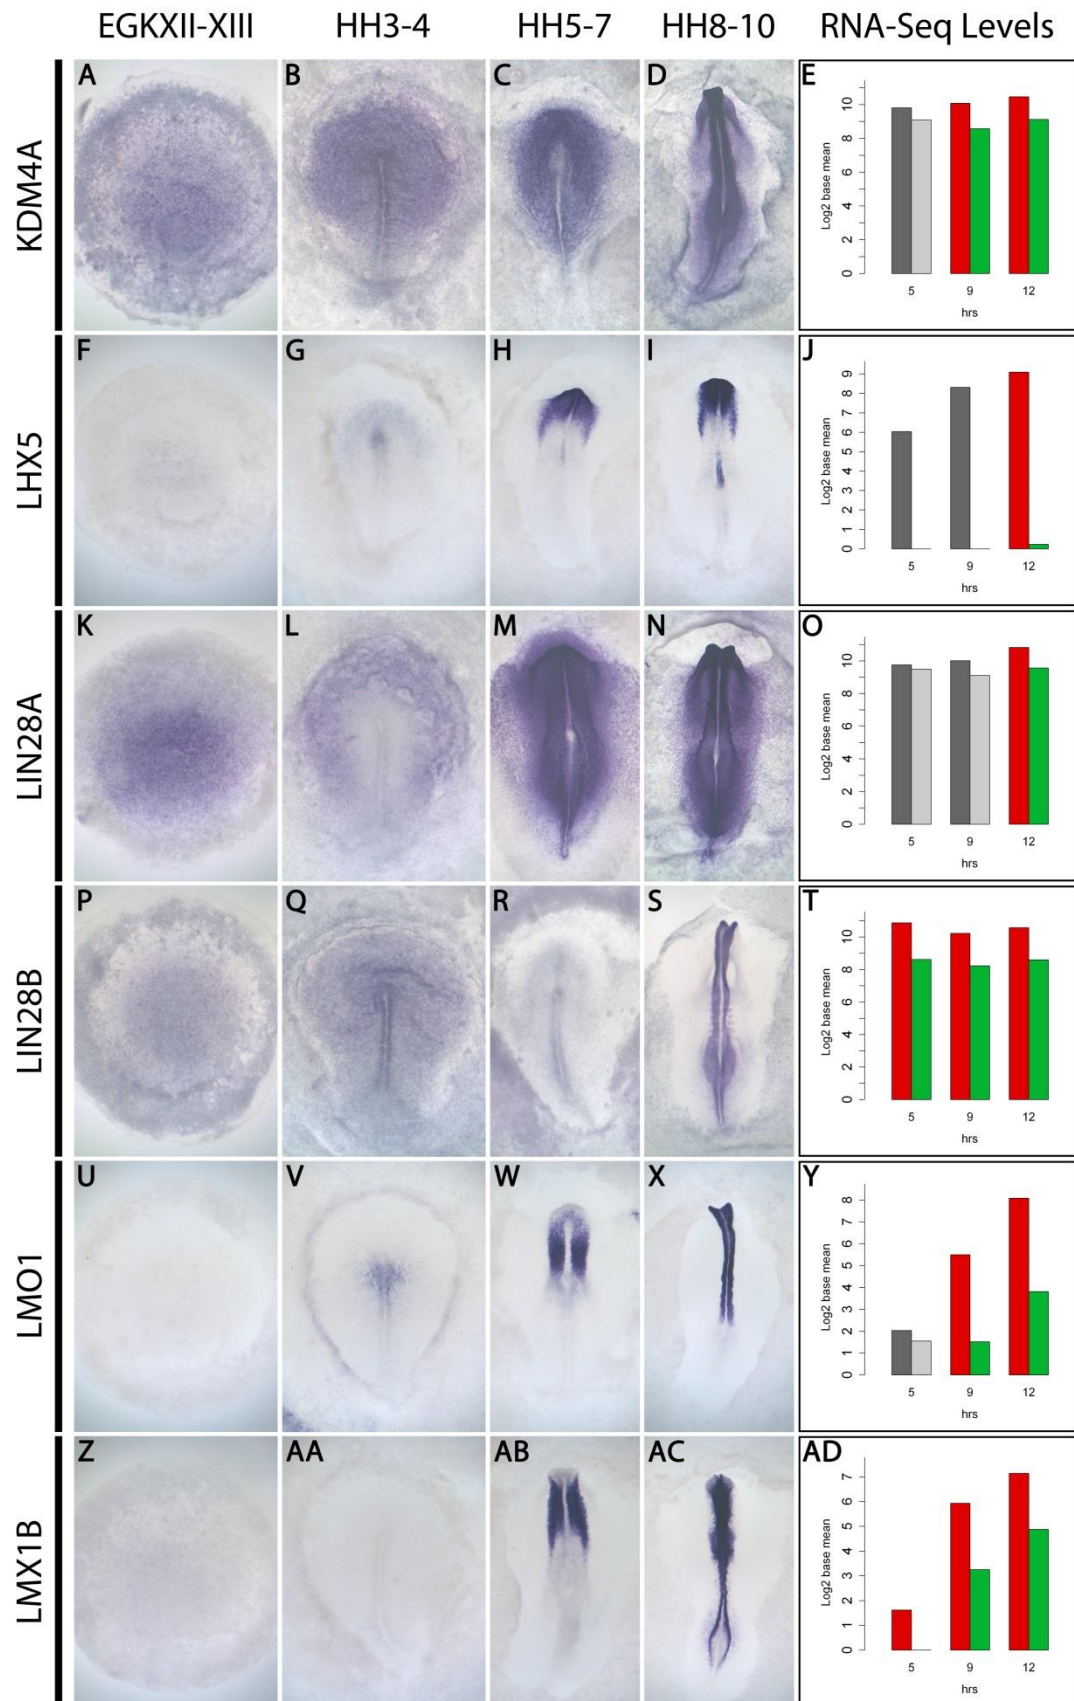 EGKXII-XIII HH3-4 HH5-7 HH8-10 RNA-Seq Levels
KDM4A
A B C D E
Log2 base mean
0 2 4 6 8 10
5 9 12
hrs
LHX5
F G H I J
Log2 base mean
0 1 2 3 4 5 6 7 8 9
5 9 12
hrs
LIN28A
K L M N O
Log2 base mean
0 2 4 6 8 10
5 9 12
hrs
LIN28B
P Q R S T
Log2 base mean
0 2 4 6 8 10
5 9 12
hrs
LMO1
U V W X Y
Log2 base mean
0 1 2 3 4 5 6 7 8
5 9 12
hrs
LMX1B
Z AA AB AC AD
Log2 base mean
0 1 2 3 4 5 6 7
5 9 12
hrs